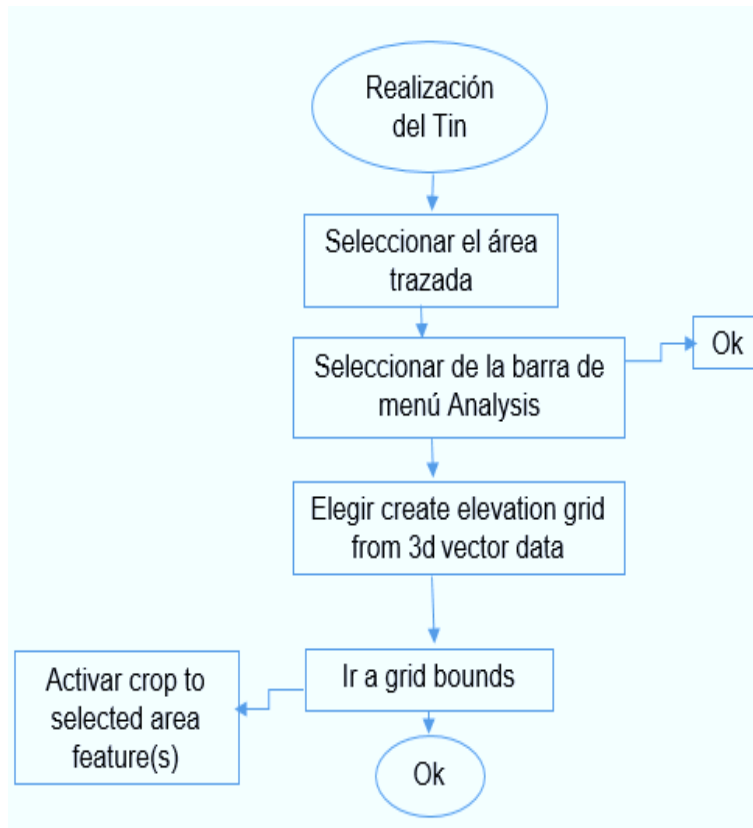 Realización
del Tin
Seleccionar el área
trazada
Seleccionar de la barra de
menú Analysis
Ok
Elegir create elevation grid
from 3d vector data
Ir a grid bounds
Activar crop to
selected area
feature(s)
Ok